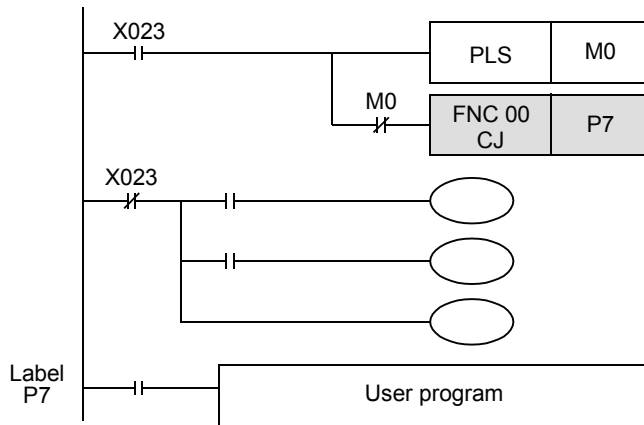 X023
PLS M0
M0
FNC 00
CJ
P7
X023
Label
P7
User program